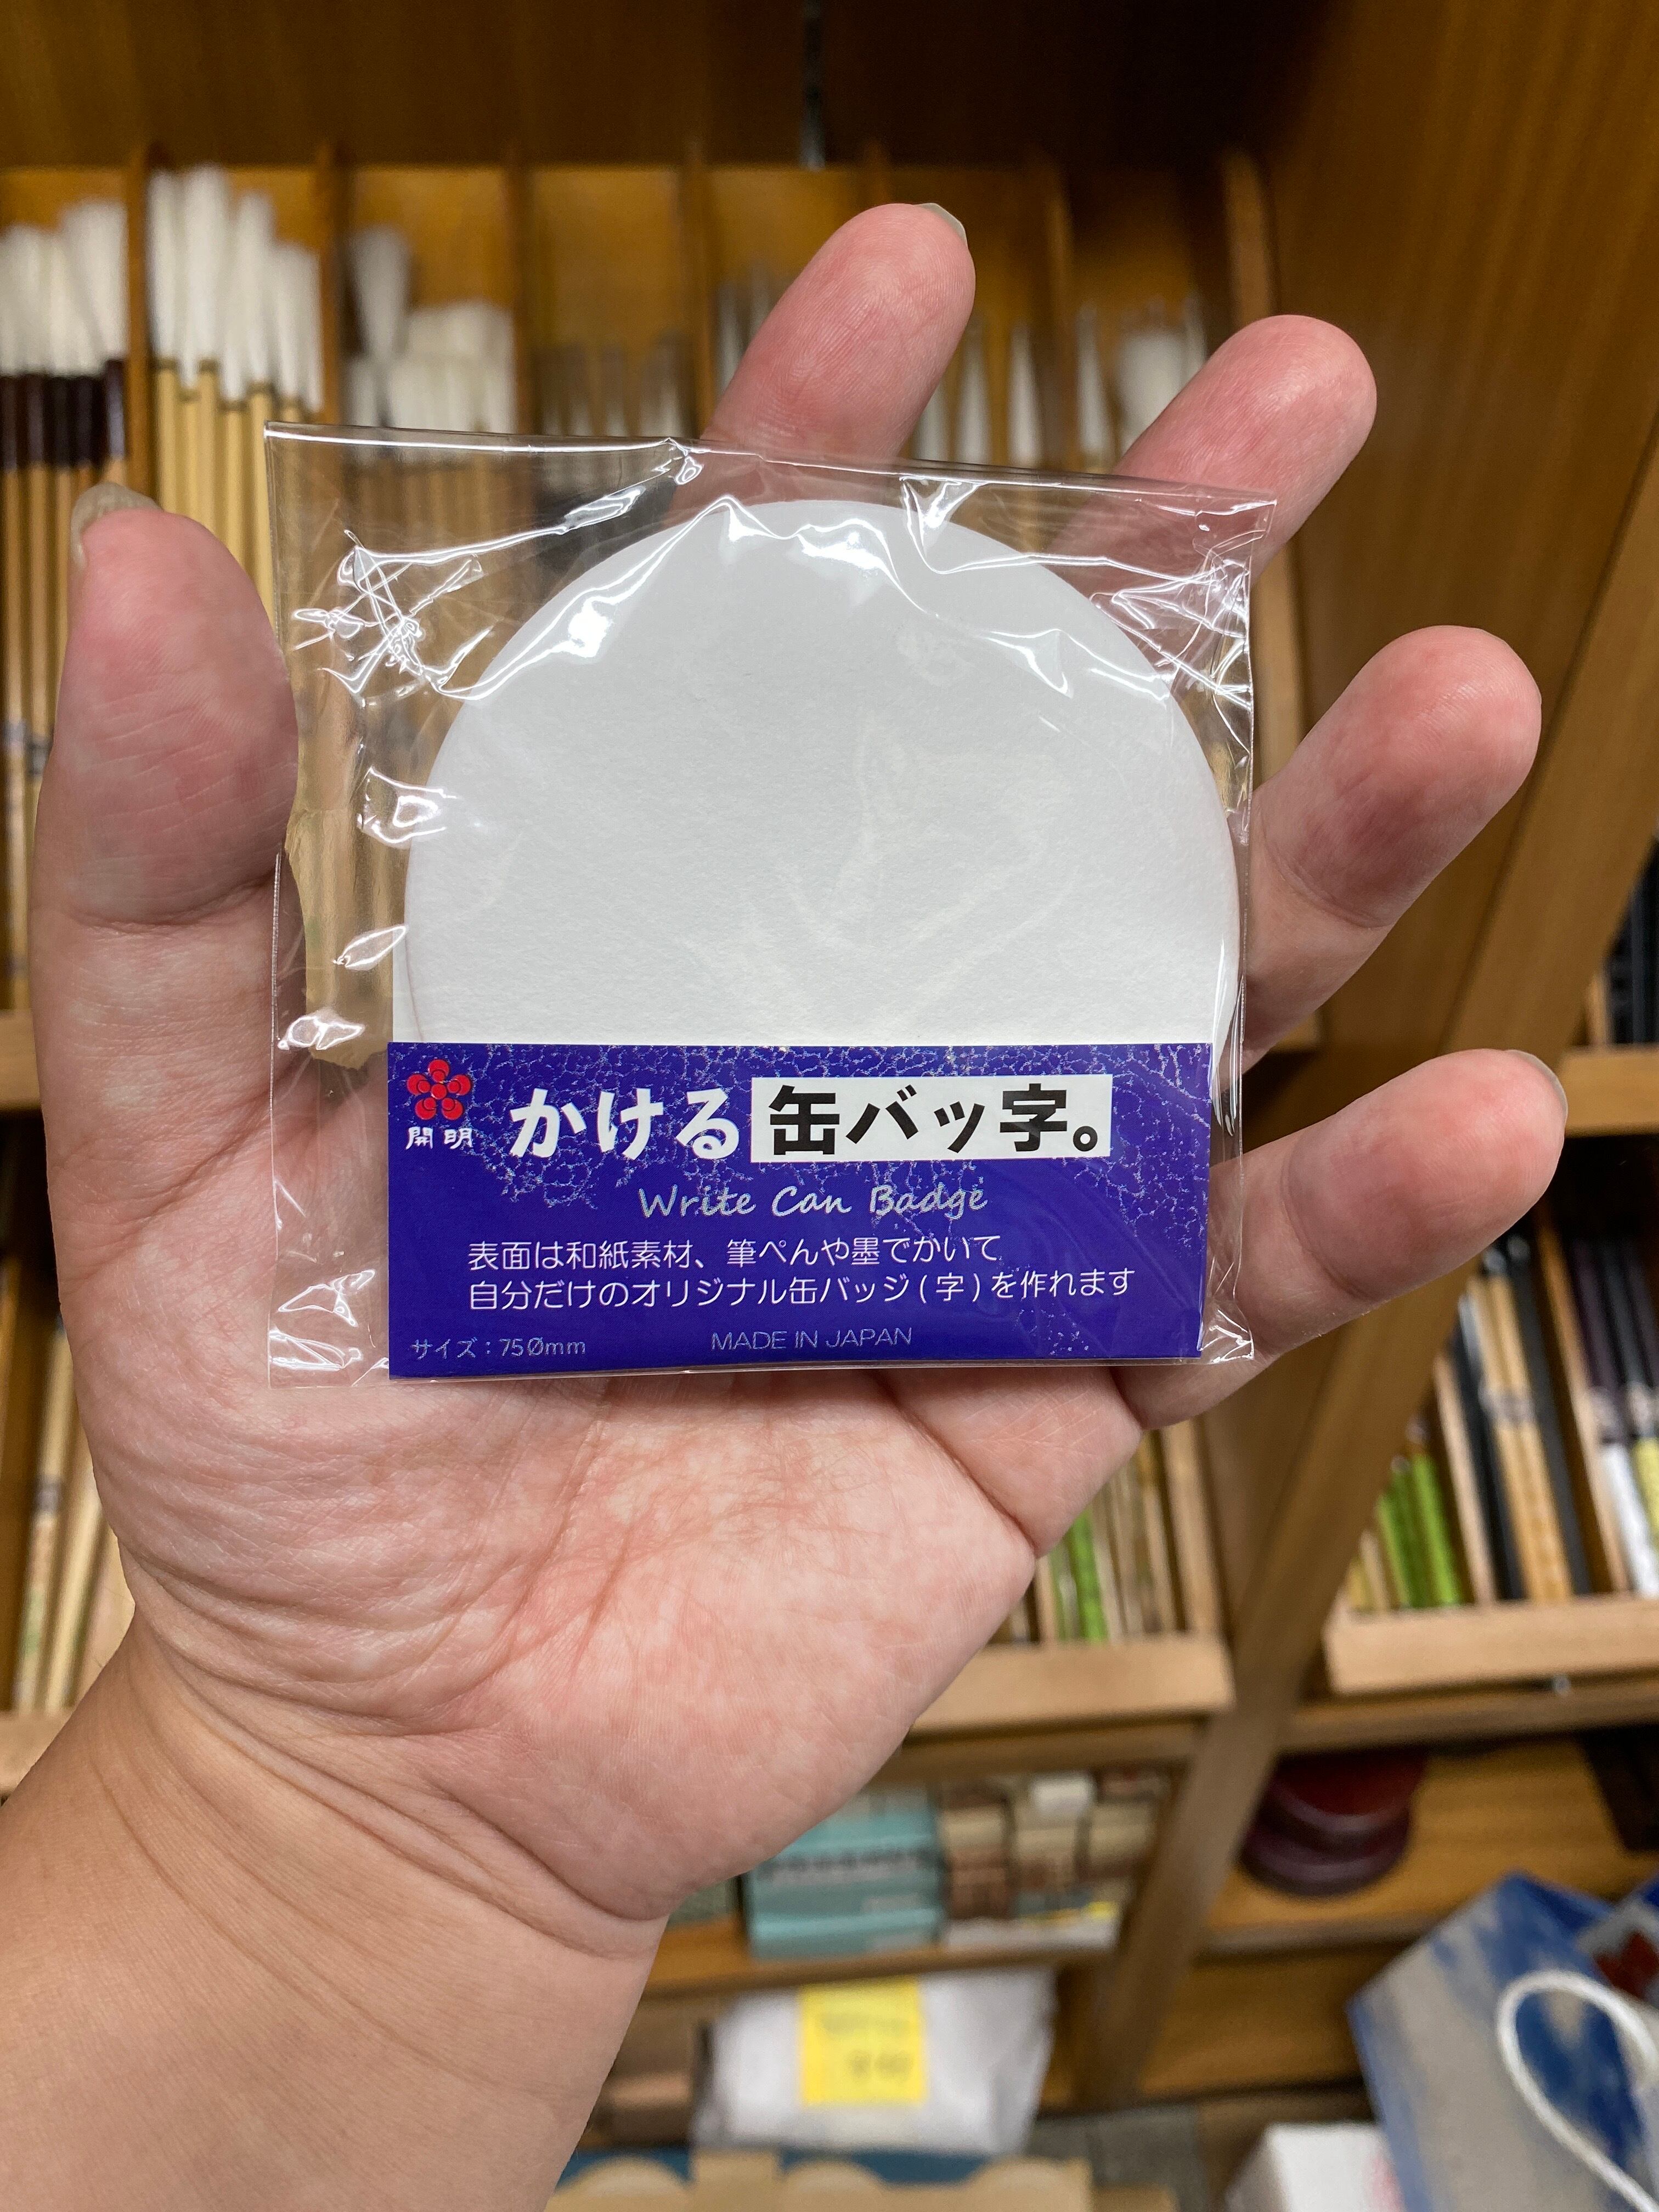 開明
かける缶バッ字。
Write Can Badge
表面は和紙素材、筆ぺんや墨でかいて
自分だけのオリジナル缶バッジ(字)を作れます
サイズ：75Ømm
MADE IN JAPAN